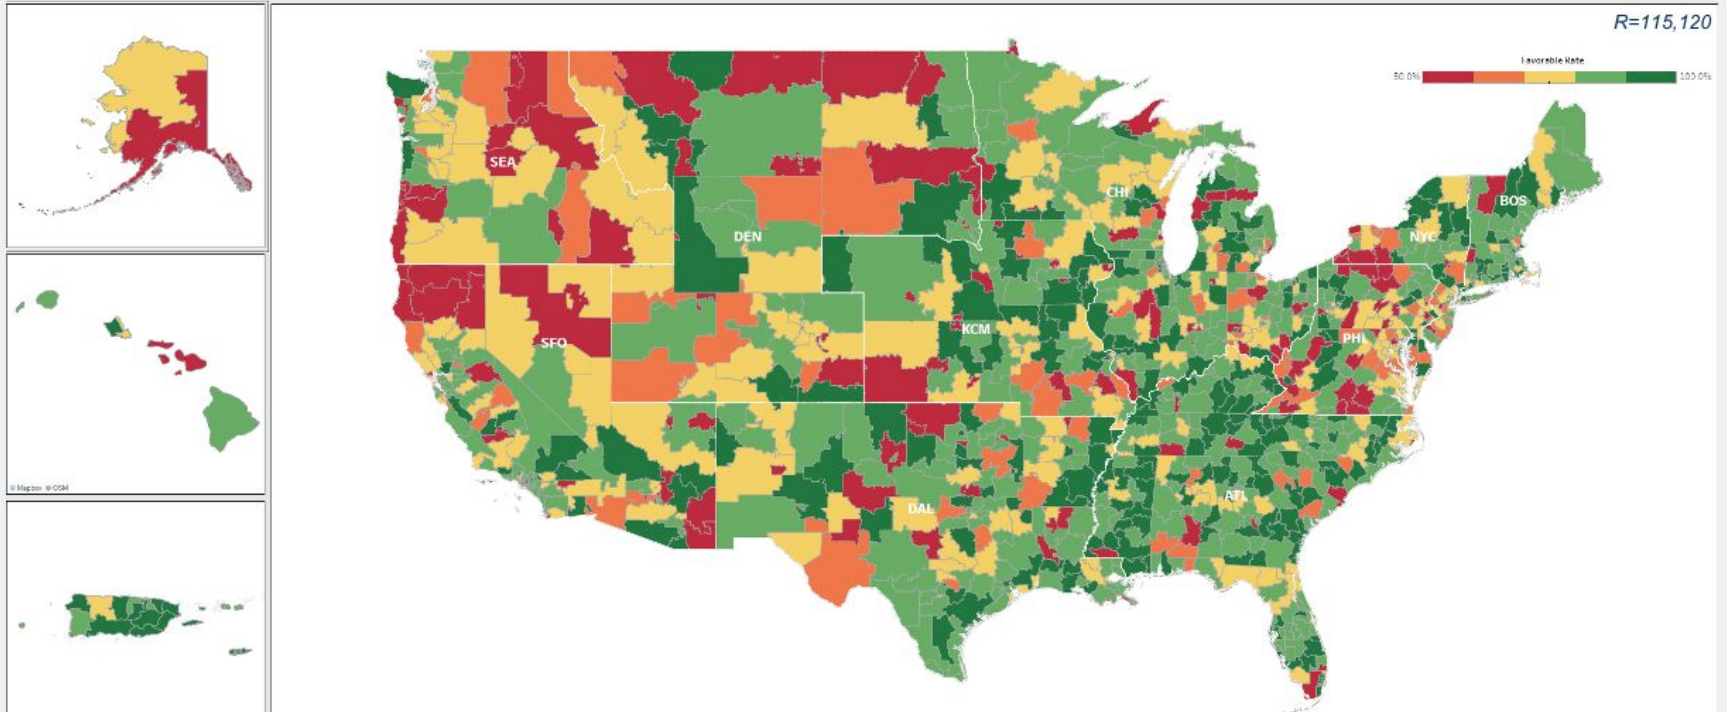 R=115,120
Favorable Rate
50.0% 100.0%
SEA
CHI
BOS
DEN
NYC
KCM
SFO
PHL
ATL
DAL
© Mapbox © OSM